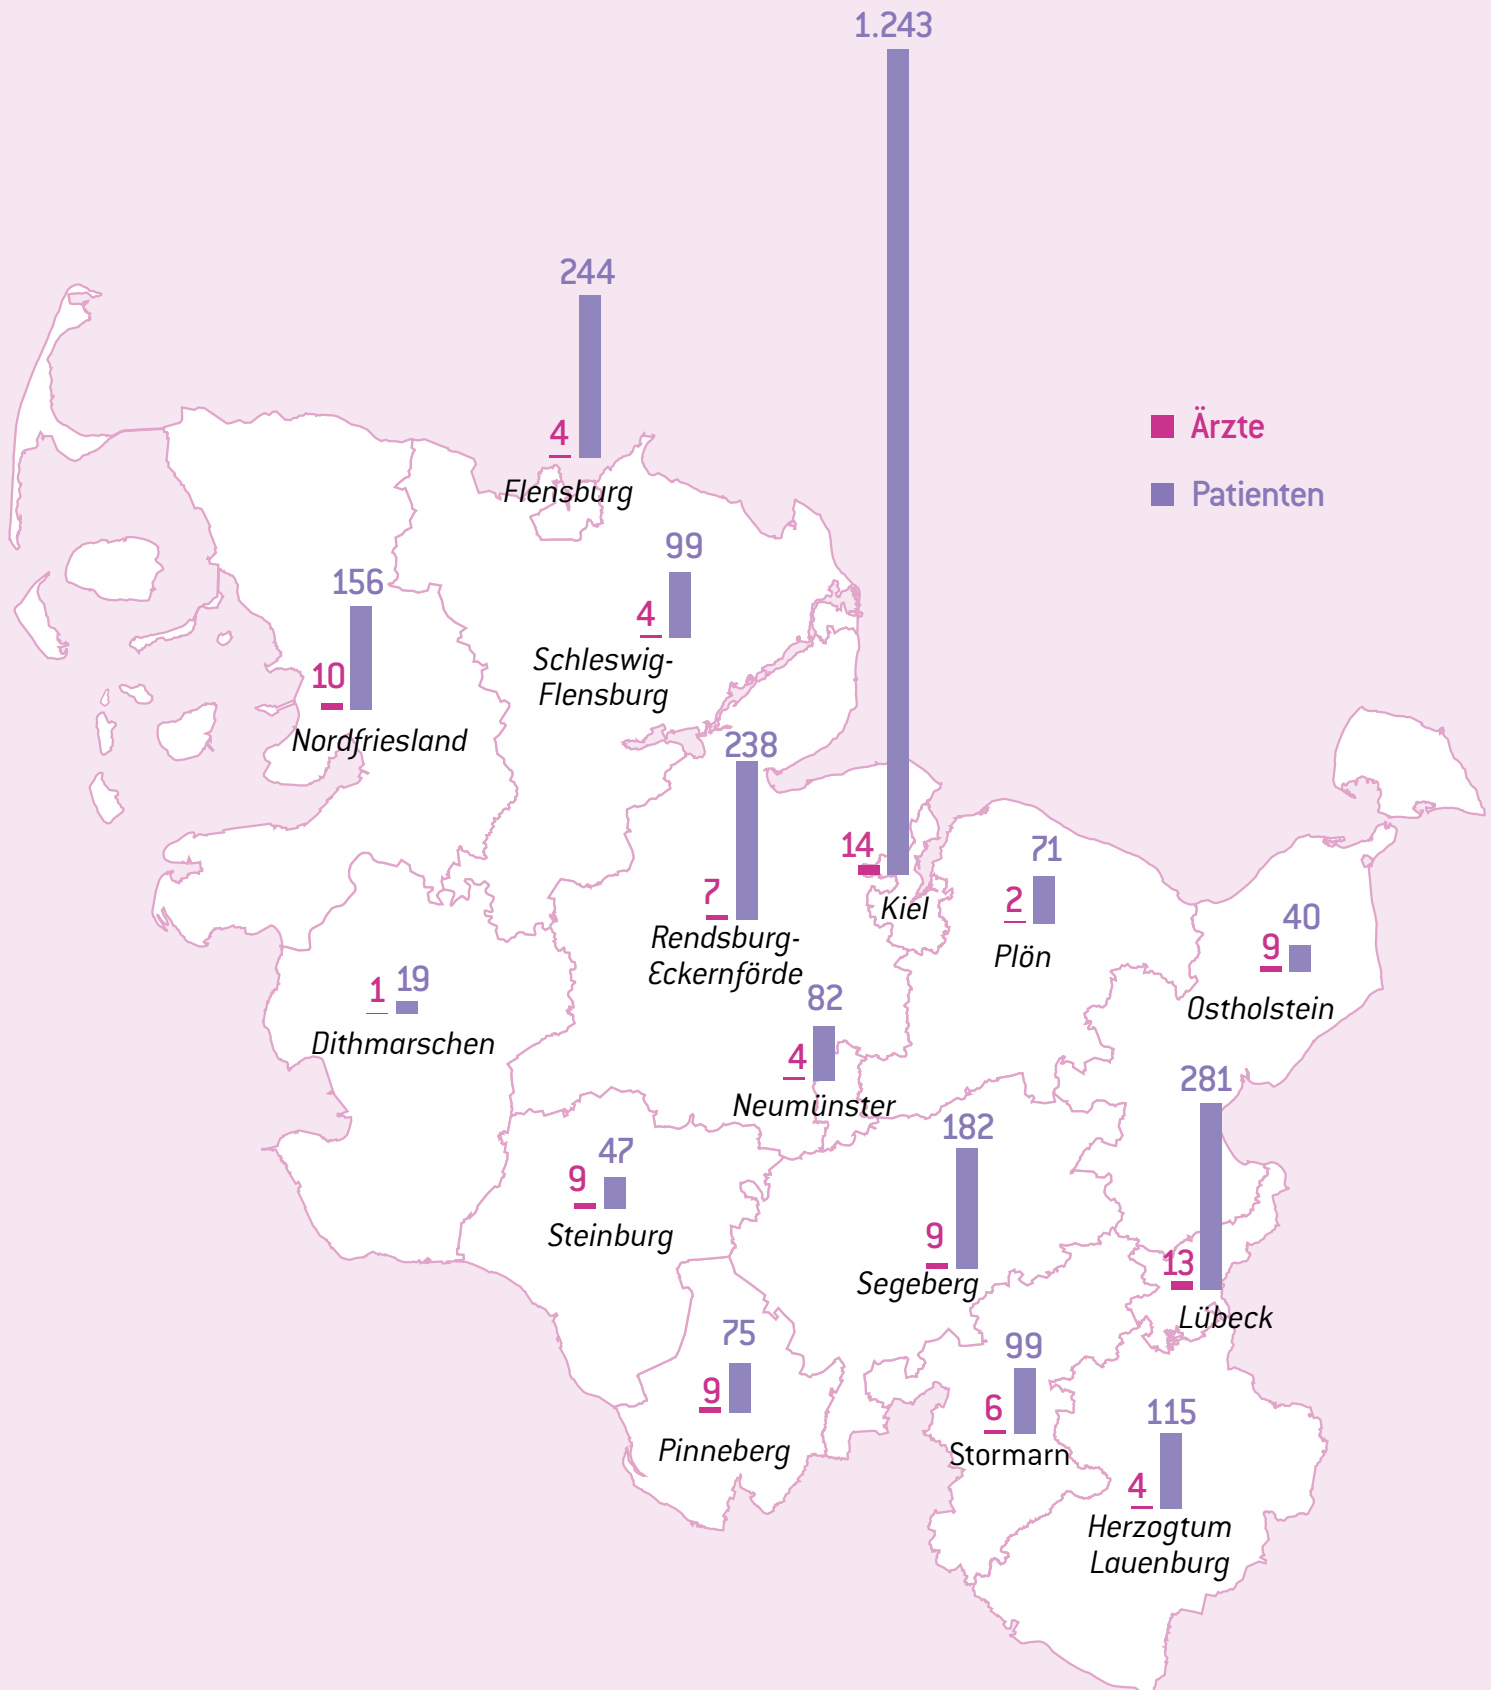 1.243
244
4
Flensburg
Ärzte
Patienten
99
4
Schleswig-
Flensburg
156
10
Nordfriesland
238
7
Rendsburg-
Eckernförde
14
Kiel
71
2
Plön
40
9
Ostholstein
1
19
Dithmarschen
82
4
Neumünster
281
13
Lübeck
182
9
Segeberg
47
9
Steinburg
75
9
Pinneberg
99
6
Stormarn
115
4
Herzogtum
Lauenburg